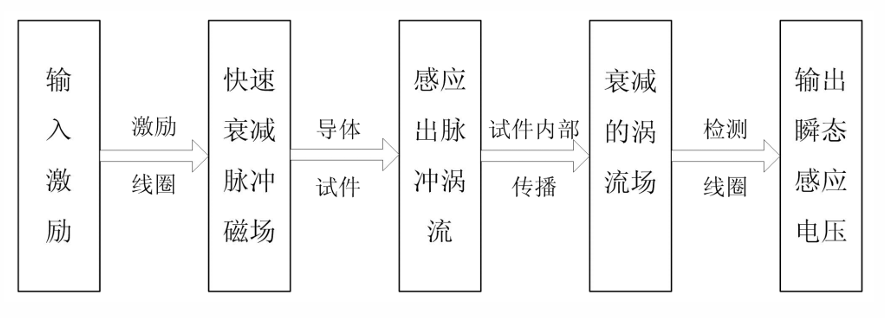 输
入
激
励
激励
线圈
快速
衰减
脉冲
磁场
导体
试件
感应
出脉
冲涡
流
试件内部
传播
衰减
的涡
流场
检测
线圈
输出
瞬态
感应
电压